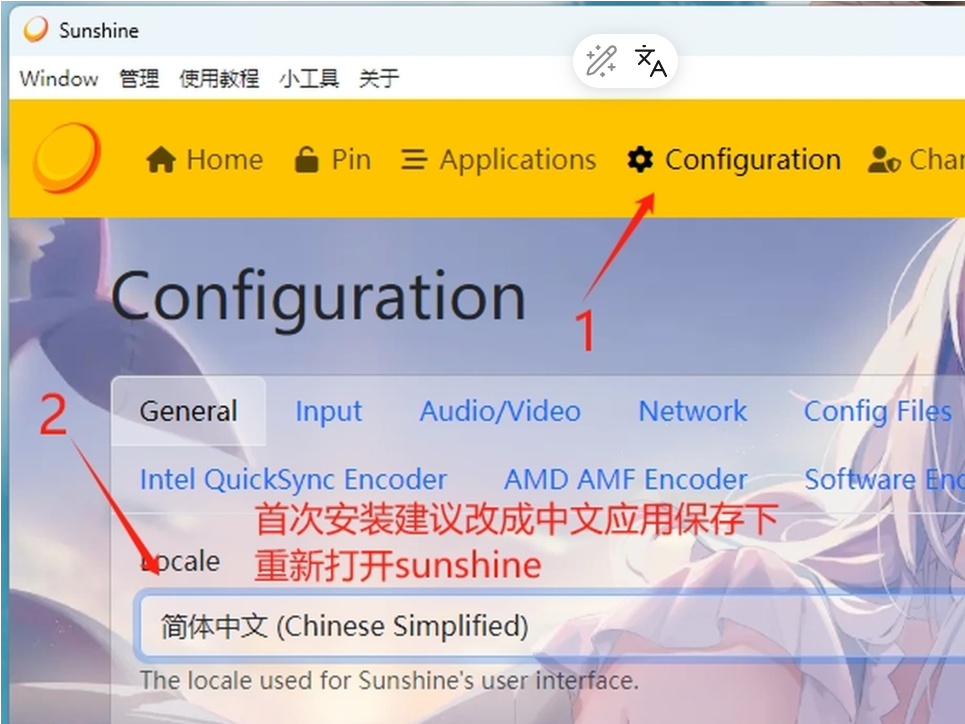 Sunshine
Window 管理 使用教程 小工具 关于
Home Pin Applications Configuration
1
Configuration
2
General Input Audio/Video Network Config Files
Intel QuickSync Encoder AMD AMF Encoder Software
首次安装建议改成中文应用保存下
重新打开sunshine
Locale
简体中文 (Chinese Simplified)
The locale used for Sunshine's user interface.